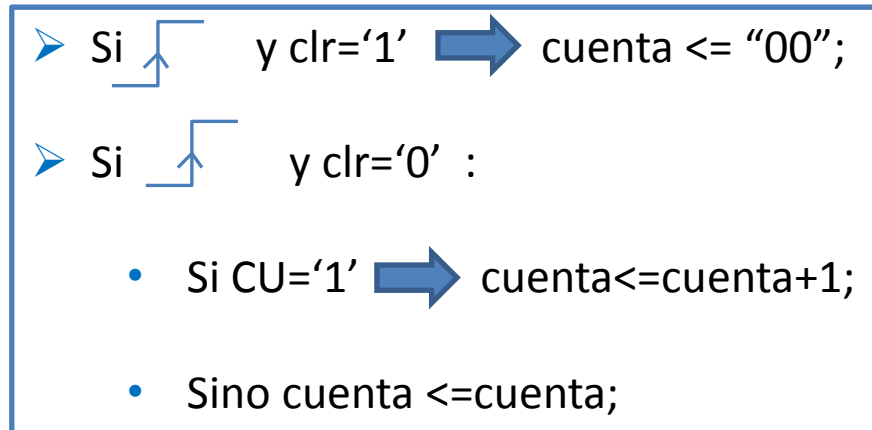 Si y clr=‘1’ cuenta <= “00”;
Si y clr=‘0’ :
Si CU=‘1’ cuenta<=cuenta+1;
Sino cuenta <=cuenta;